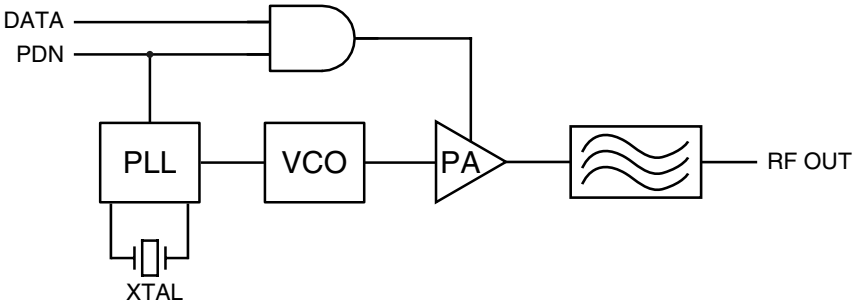 DATA
PDN
PLL
VCO
PA
RF OUT
XTAL